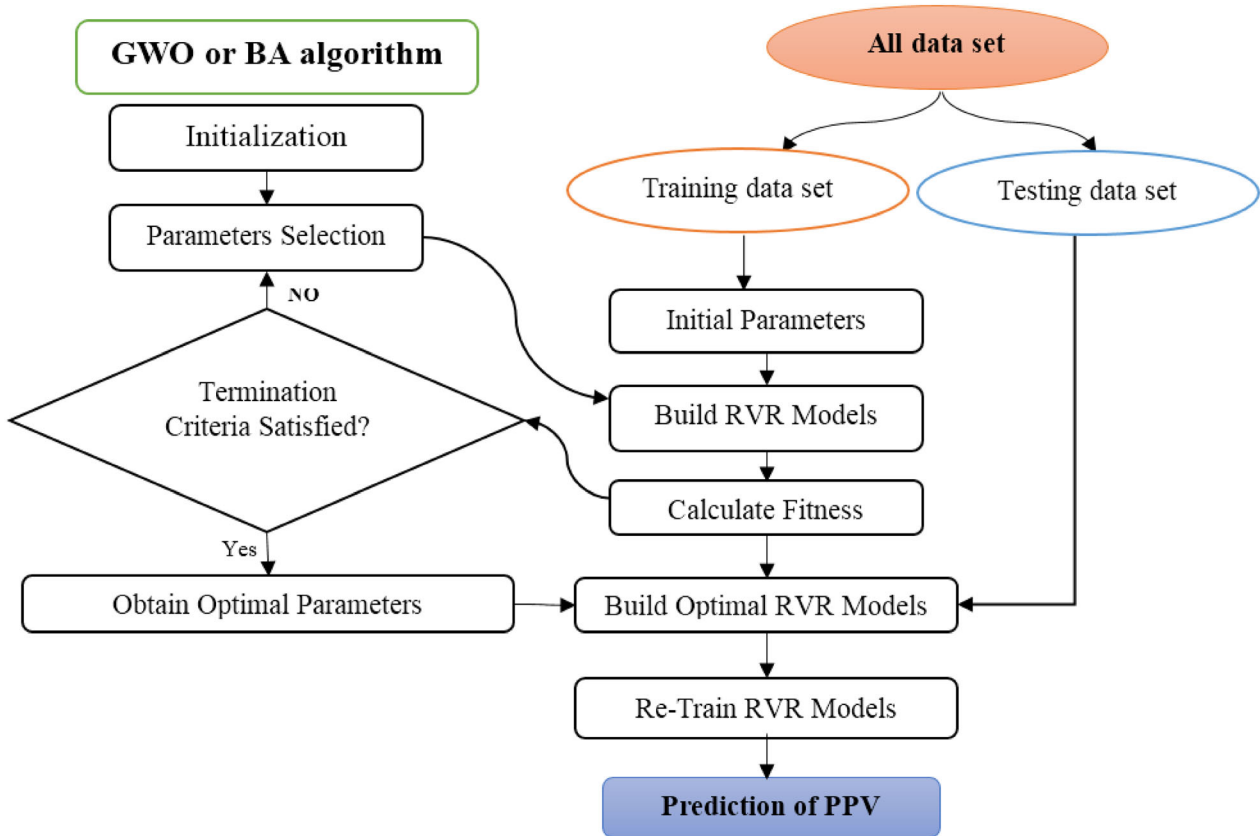 GWO or BA algorithm
All data set
Initialization
Training data set
Testing data set
Parameters Selection
NO
Initial Parameters
Termination
Criteria Satisfied?
Build RVR Models
Calculate Fitness
Yes
Obtain Optimal Parameters
Build Optimal RVR Models
Re-Train RVR Models
Prediction of PPV